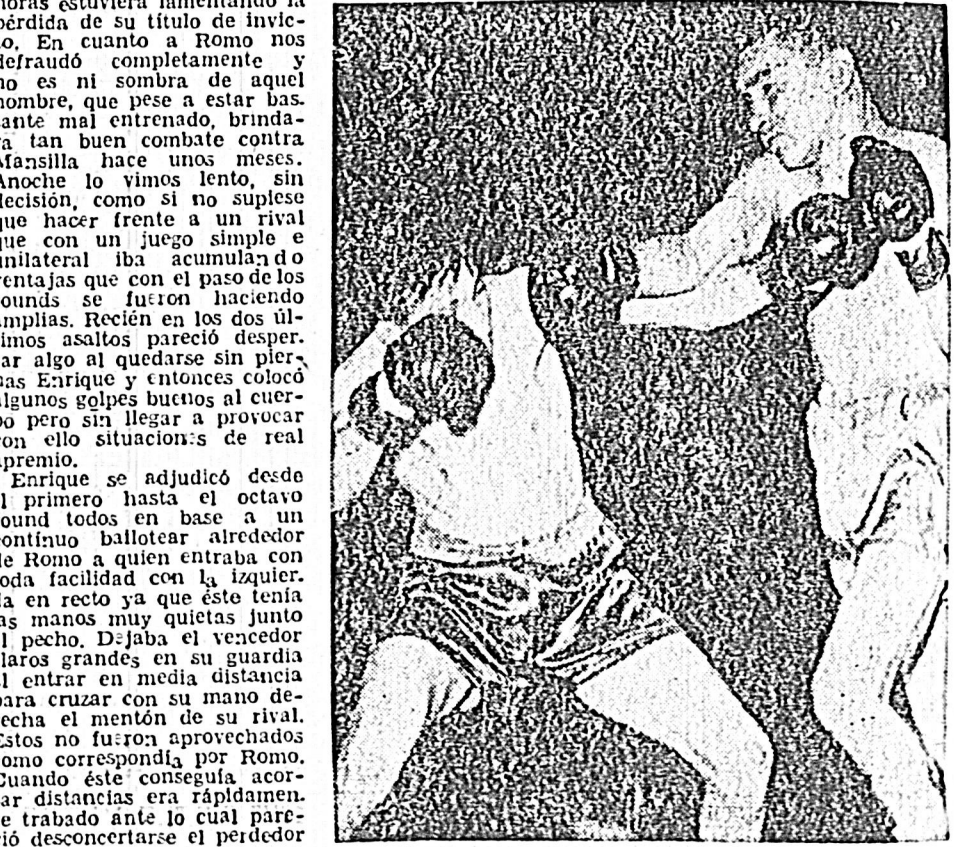 horas estuviera lamentando la
pérdida de su título de invic-
to. En cuanto a Romo nos
defraudó completamente y
no es ni sombra de aquel
hombre, que pese a estar bas.
tante mal entrenado, brinda-
ra tan buen combate contra
Mansilla hace unos meses.
Anoche lo vimos lento, sin
decisión, como si no supiese
que hacer frente a un rival
que con un juego simple e
unilateral iba acumulando
ventajas que con el paso de los
ounds se fueron haciendo
amplias. Recién en los dos úl-
timos asaltos pareció desper.
ar algo al quedarse sin pier-
nas Enrique y entonces colocó
algunos golpes buenos al cuer-
po pero sin llegar a provocar
con ello situaciones de real
apremio.
Enrique se adjudicó desde
el primero hasta el octavo
ound todos en base a un
continuo ballotear alrededor
de Romo a quien entraba con
toda facilidad con la izquier.
da en recto ya que éste tenía
las manos muy quietas junto
al pecho. Dejaba el vencedor
claros grandes en su guardia
al entrar en media distancia
para cruzar con su mano de-
recha el mentón de su rival.
Estos no fueron aprovechados
como correspondía por Romo.
Cuando éste conseguía acor-
tar distancias era rápidamen.
te trabado ante lo cual pare-
ció desconcertarse el perdedor